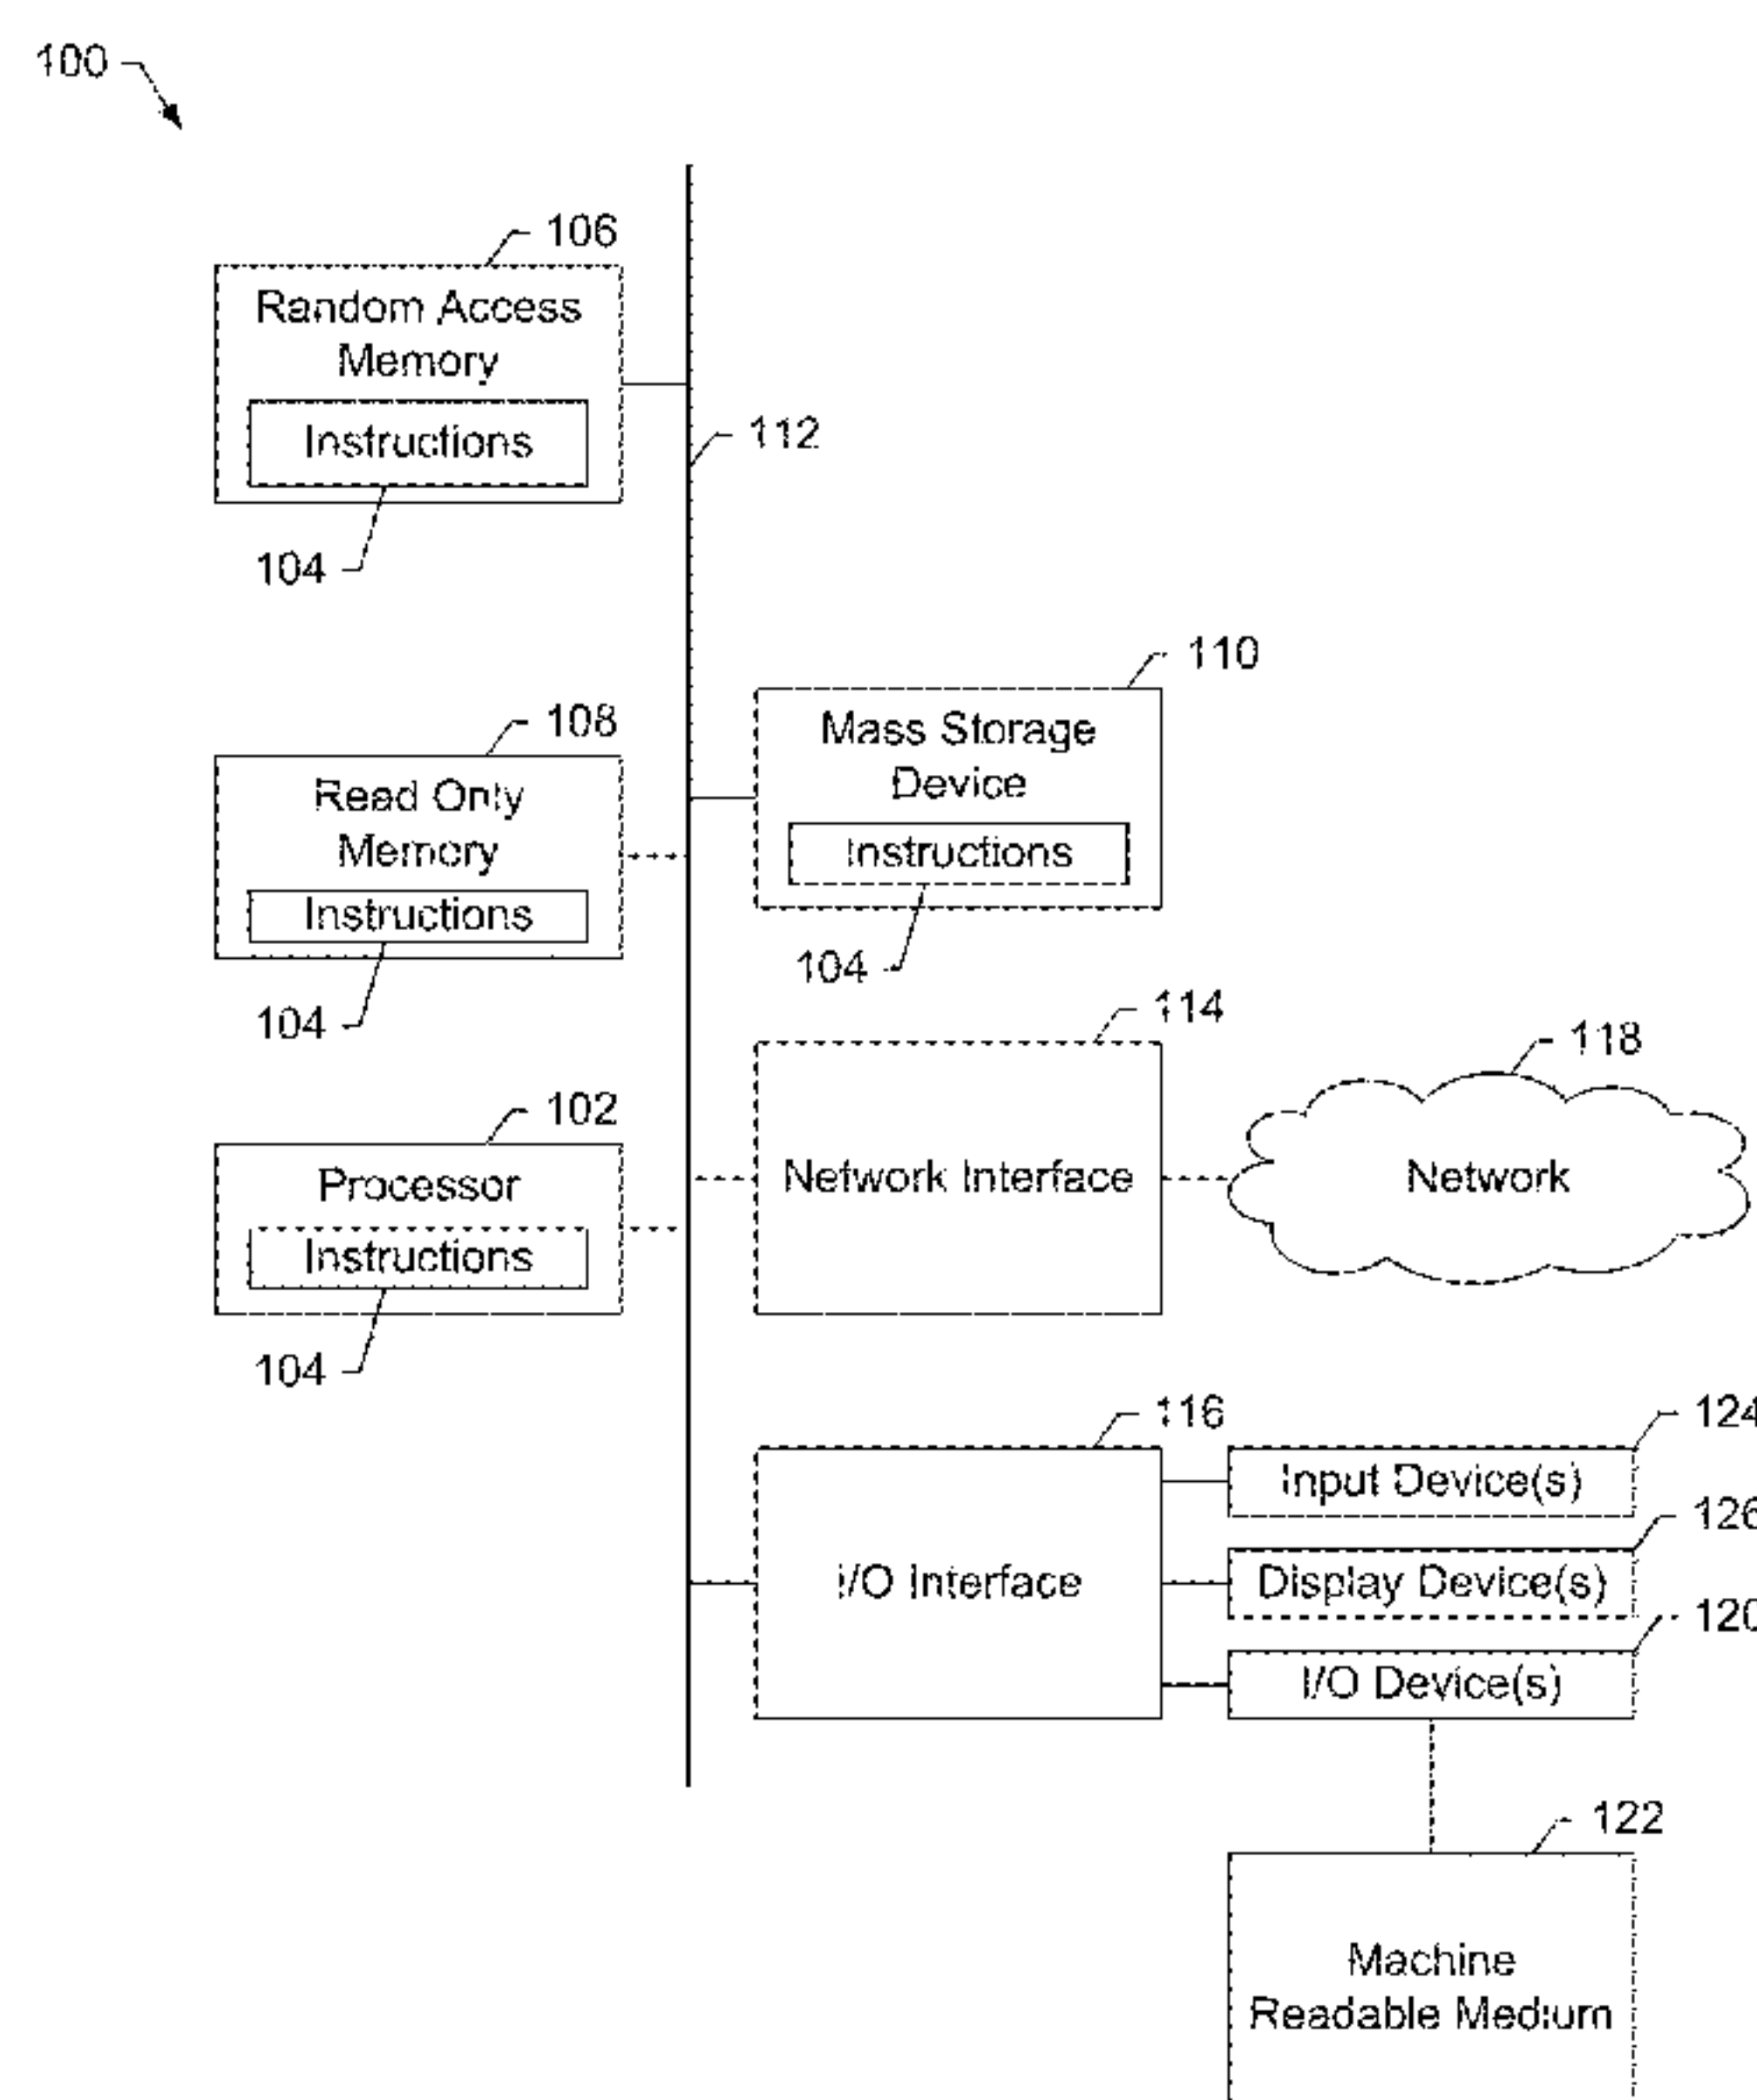 100
106
Random Access
Memory
Instructions
104
112
110
Mass Storage
Device
Instructions
104
108
Read Only
Memory
Instructions
104
114
Network Interface
118
Network
102
Processor
Instructions
104
116
I/O Interface
124
Input Device(s)
126
Display Device(s)
120
I/O Device(s)
122
Machine
Readable Medium